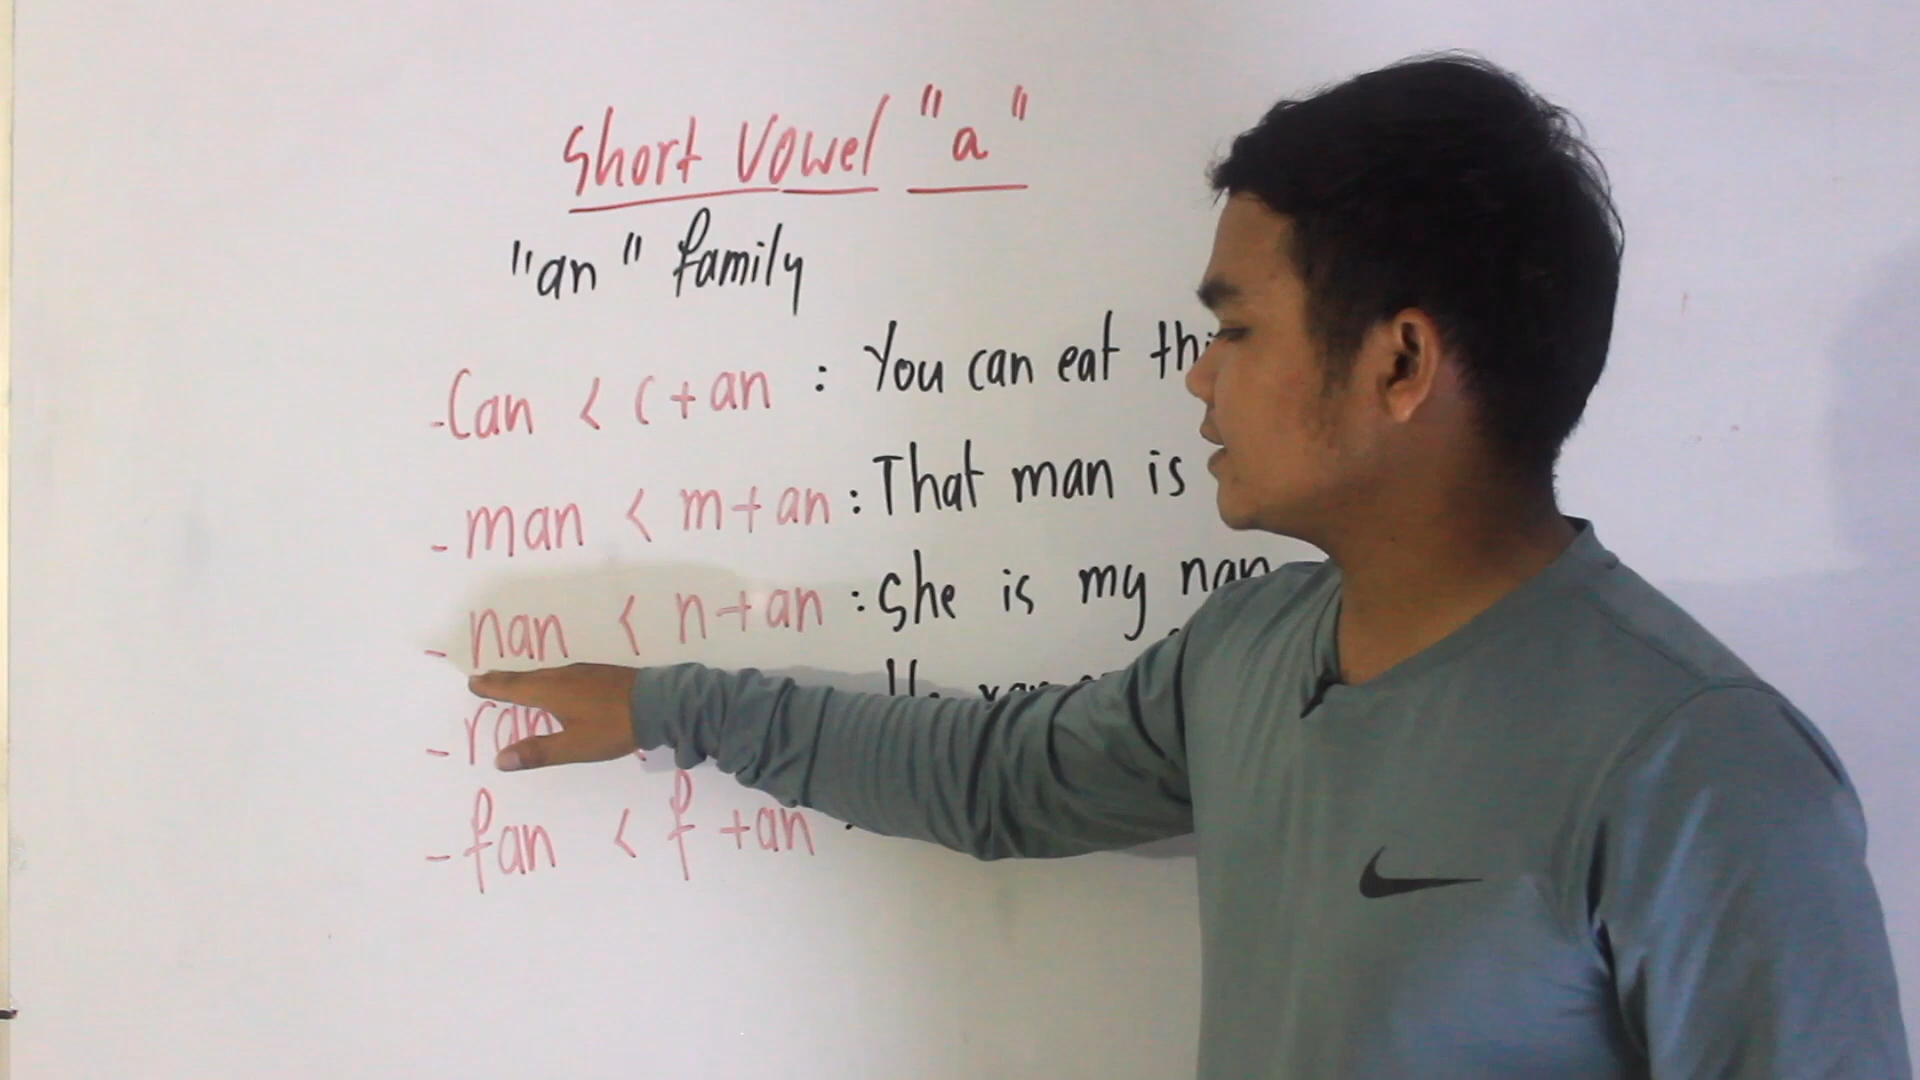 Short Vowel "a"
"an" family
-Can < c+an : You can eat
-man < m+an : That man is
-nan < n+an : She is my nan
-ran
-fan < f+an